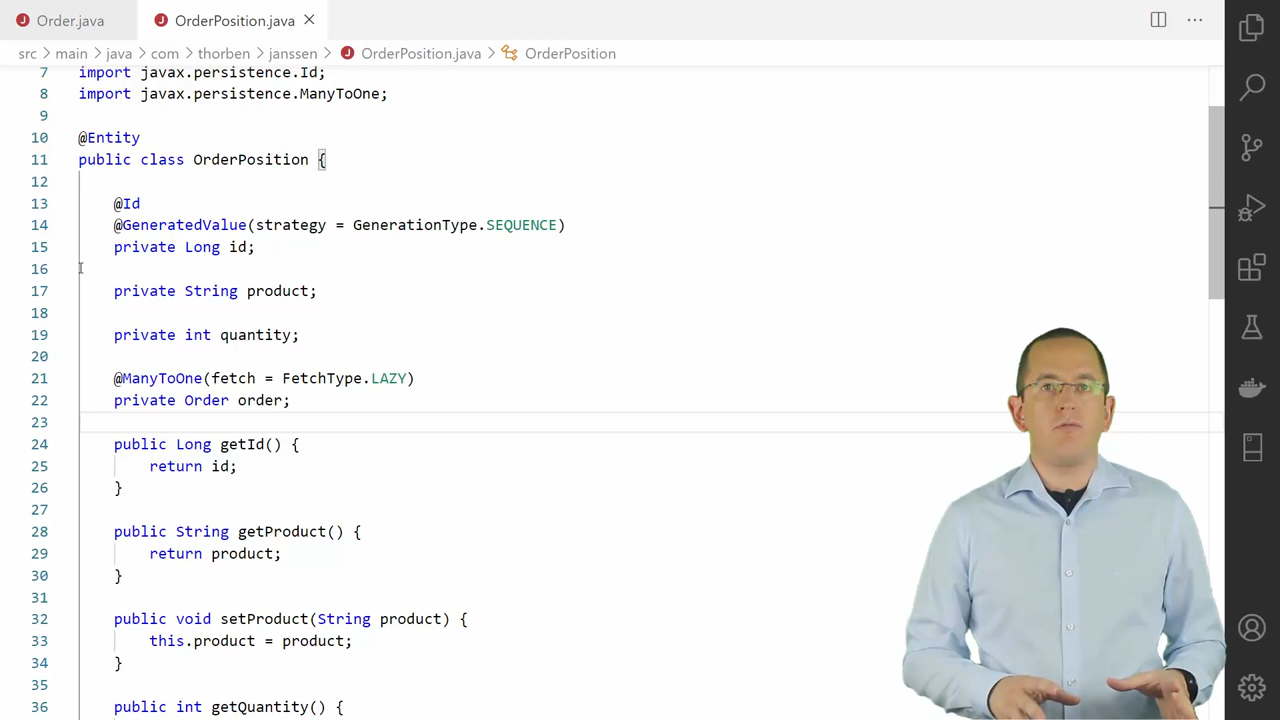 Order.java
OrderPosition.java
src > main > java > com > thorben > janssen > OrderPosition.java > OrderPosition
7 import javax.persistence.Id;
8 import javax.persistence.ManyToOne;
9
10 @Entity
11 public class OrderPosition {
12
13 @Id
14 @GeneratedValue(strategy = GenerationType.SEQUENCE)
15 private Long id;
16
17 private String product;
18
19 private int quantity;
20
21 @ManyToOne(fetch = FetchType.LAZY)
22 private Order order;
23
24 public Long getId() {
25 return id;
26 }
27
28 public String getProduct() {
29 return product;
30 }
31
32 public void setProduct(String product) {
33 this.product = product;
34 }
35
36 public int getQuantity() {